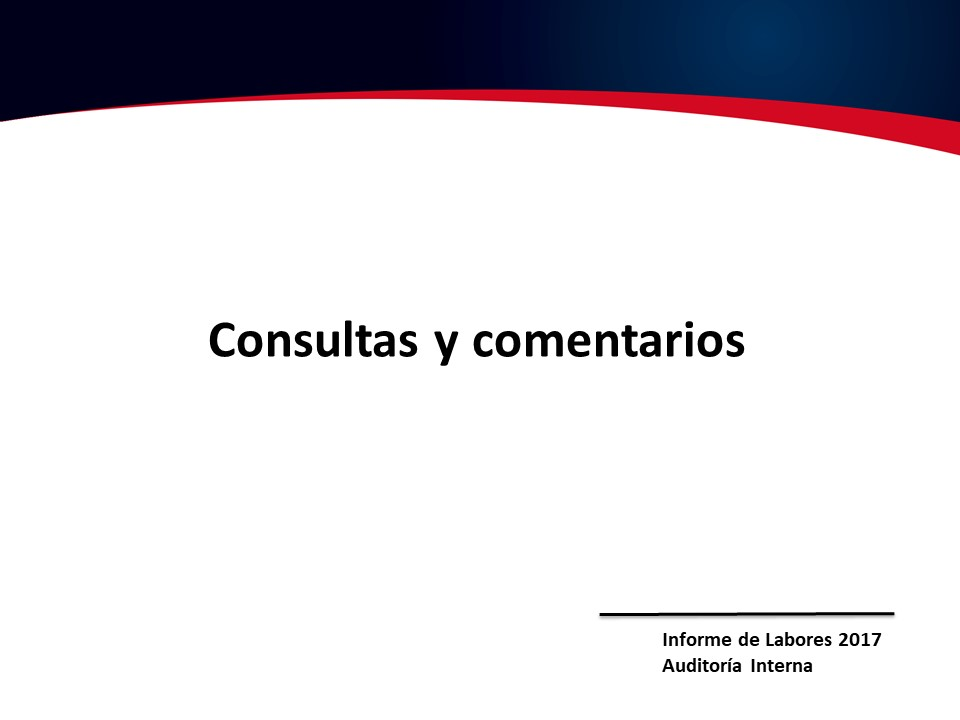 Consultas y comentarios
Informe de Labores 2017
Auditoría Interna